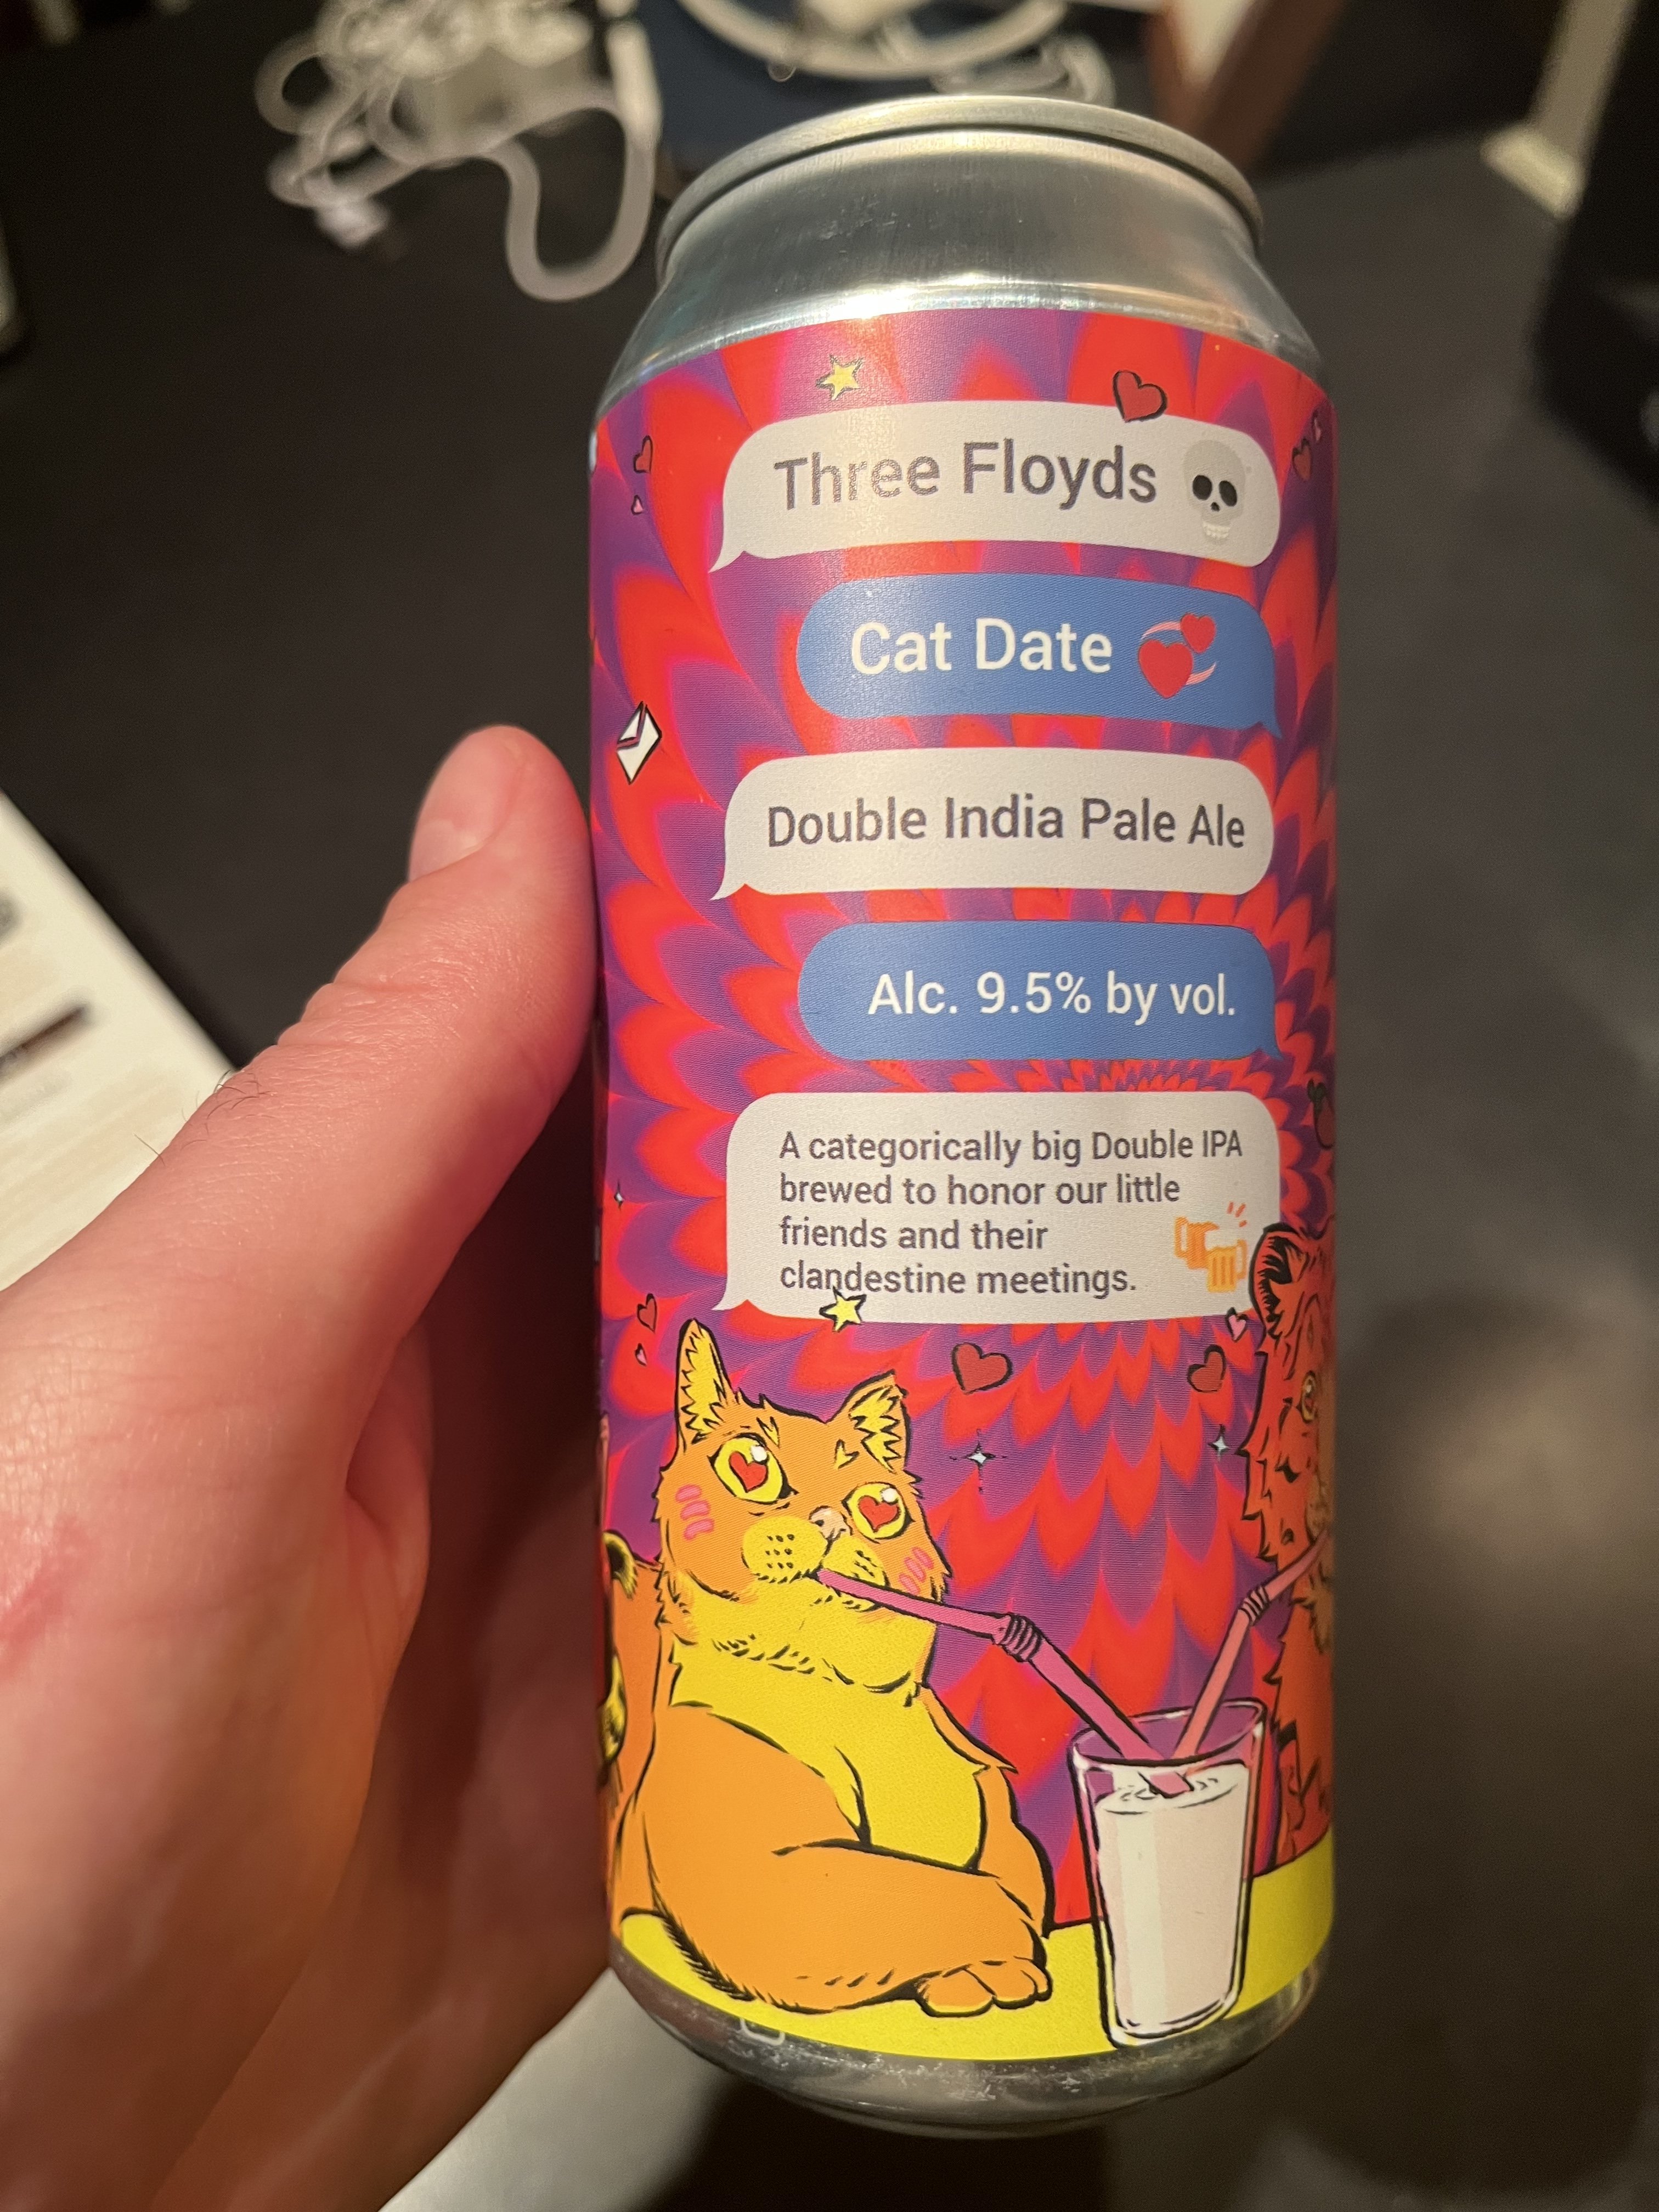 Three Floyds
Cat Date
Double India Pale Ale
Alc. 9.5% by vol.
A categorically big Double IPA
brewed to honor our little
friends and their
clandestine meetings.